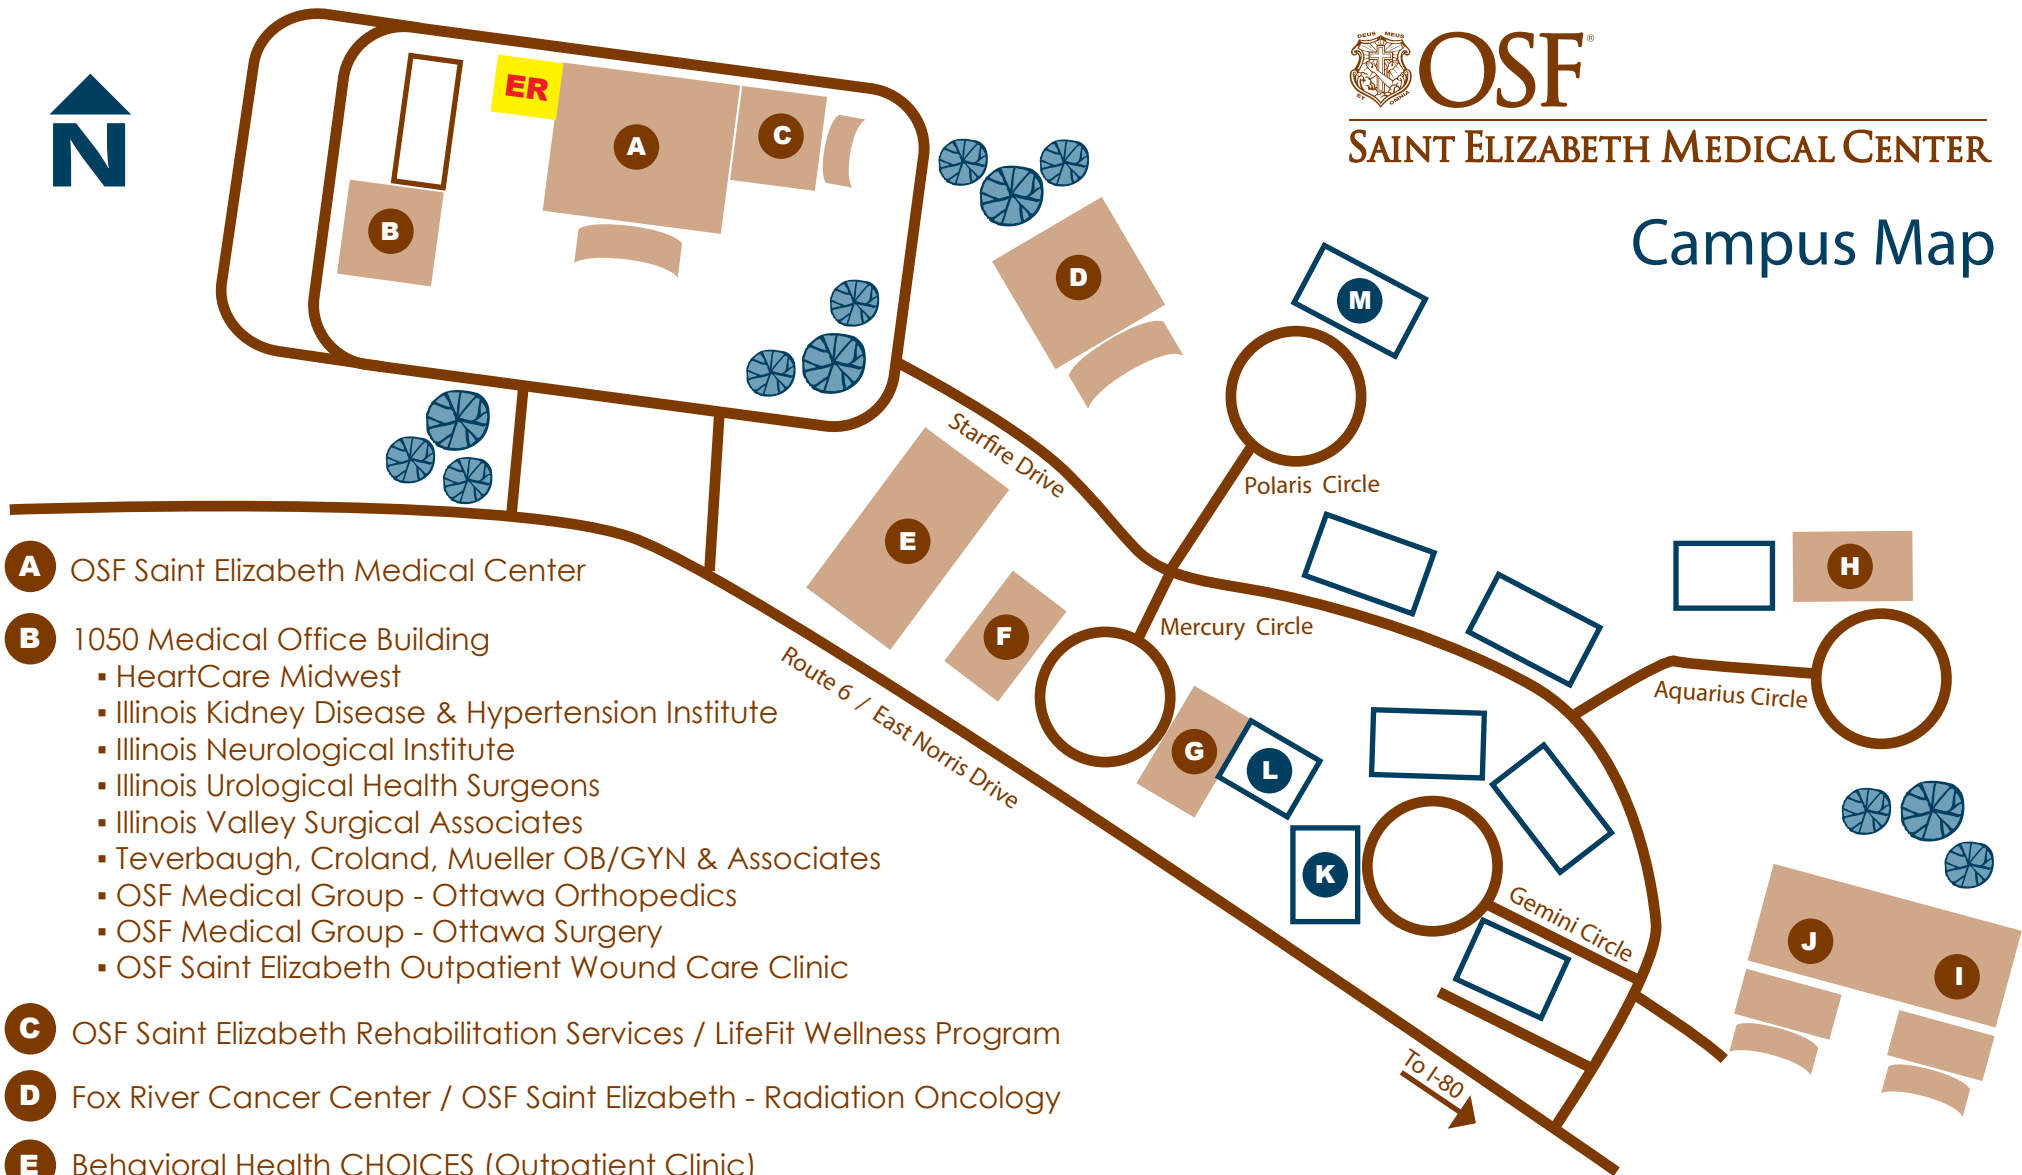 DEUS MEUS
ET OMNIA
OSF®
SAINT ELIZABETH MEDICAL CENTER
Campus Map
N
ER
A
C
B
D
M
Starfire Drive
Polaris Circle
E
H
F
Mercury Circle
Route 6 / East Norris Drive
Aquarius Circle
G
L
K
Gemini Circle
J
I
To I-80
A OSF Saint Elizabeth Medical Center
B 1050 Medical Office Building
▪ HeartCare Midwest
▪ Illinois Kidney Disease & Hypertension Institute
▪ Illinois Neurological Institute
▪ Illinois Urological Health Surgeons
▪ Illinois Valley Surgical Associates
▪ Teverbaugh, Croland, Mueller OB/GYN & Associates
▪ OSF Medical Group - Ottawa Orthopedics
▪ OSF Medical Group - Ottawa Surgery
▪ OSF Saint Elizabeth Outpatient Wound Care Clinic
C OSF Saint Elizabeth Rehabilitation Services / LifeFit Wellness Program
D Fox River Cancer Center / OSF Saint Elizabeth - Radiation Oncology
E Behavioral Health CHOICES (Outpatient Clinic)